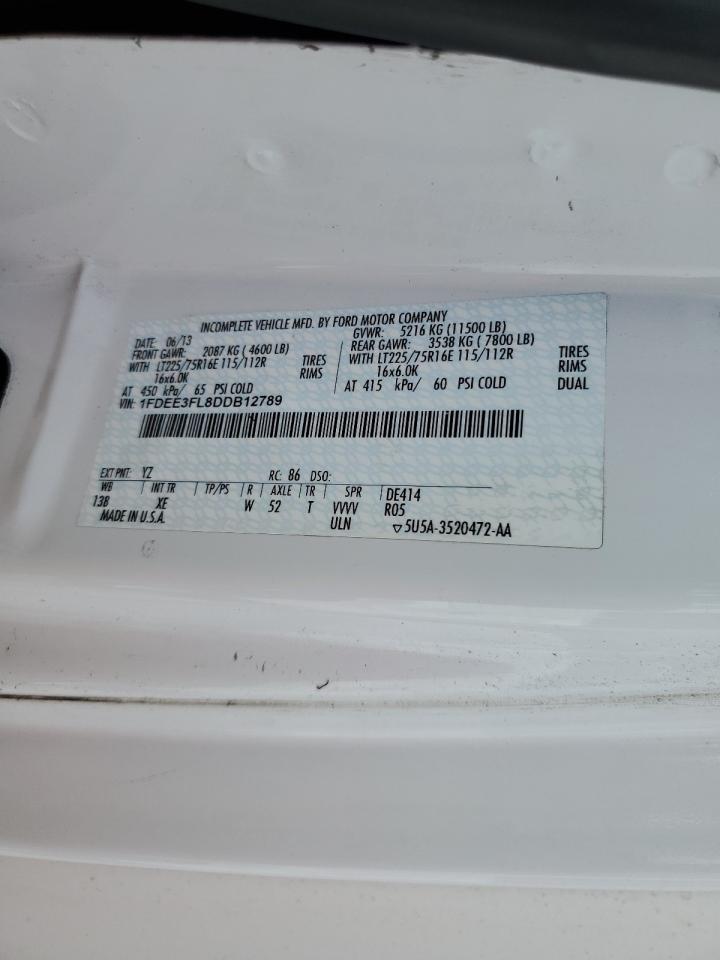 INCOMPLETE VEHICLE MFD. BY FORD MOTOR COMPANY
DATE: 06/13
GVWR: 5216 KG (11500 LB)
FRONT GAWR: 2087 KG ( 4600 LB)
REAR GAWR: 3538 KG ( 7800 LB)
WITH LT225/75R16E 115/112R TIRES
WITH LT225/75R16E 115/112R TIRES
16x6.0K RIMS
16x6.0K RIMS
AT 450 kPa/ 65 PSI COLD
AT 415 kPa/ 60 PSI COLD DUAL
VIN: 1FDEE3FL8DDB12789
EXT PNT: YZ RC: 86 DSO:
WB | INT TR | TP/PS | R | AXLE | TR | SPR | DE414
138 XE W 52 T VVVV R05
MADE IN U.S.A. ULN ▽5U5A-3520472-AA